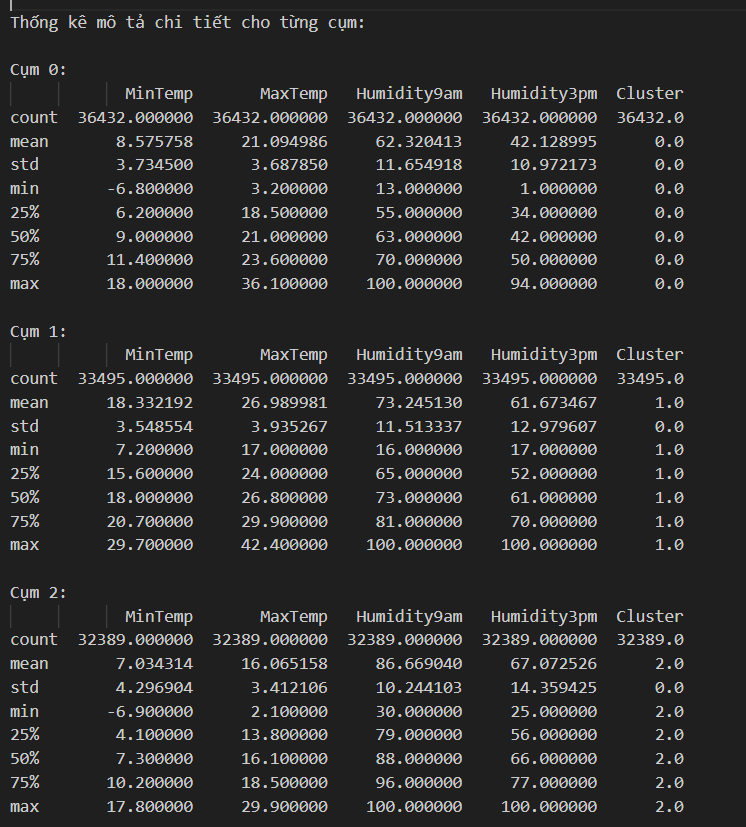 Thống kê mô tả chi tiết cho từng cụm:
Cụm 0:
MinTemp MaxTemp Humidity9am Humidity3pm Cluster
count 36432.000000 36432.000000 36432.000000 36432.000000 36432.0
mean 8.575758 21.094986 62.320413 42.128995 0.0
std 3.734500 3.687850 11.654918 10.972173 0.0
min -6.800000 3.200000 13.000000 1.000000 0.0
25% 6.200000 18.500000 55.000000 34.000000 0.0
50% 9.000000 21.000000 63.000000 42.000000 0.0
75% 11.400000 23.600000 70.000000 50.000000 0.0
max 18.000000 36.100000 100.000000 94.000000 0.0
Cụm 1:
MinTemp MaxTemp Humidity9am Humidity3pm Cluster
count 33495.000000 33495.000000 33495.000000 33495.000000 33495.0
mean 18.332192 26.989981 73.245130 61.673467 1.0
std 3.548554 3.935267 11.513337 12.979607 0.0
min 7.200000 17.000000 16.000000 17.000000 1.0
25% 15.600000 24.000000 65.000000 52.000000 1.0
50% 18.000000 26.800000 73.000000 61.000000 1.0
75% 20.700000 29.900000 81.000000 70.000000 1.0
max 29.700000 42.400000 100.000000 100.000000 1.0
Cụm 2:
MinTemp MaxTemp Humidity9am Humidity3pm Cluster
count 32389.000000 32389.000000 32389.000000 32389.000000 32389.0
mean 7.034314 16.065158 86.669040 67.072526 2.0
std 4.296904 3.412106 10.244103 14.359425 0.0
min -6.900000 2.100000 30.000000 25.000000 2.0
25% 4.100000 13.800000 79.000000 56.000000 2.0
50% 7.300000 16.100000 88.000000 66.000000 2.0
75% 10.200000 18.500000 96.000000 77.000000 2.0
max 17.800000 29.900000 100.000000 100.000000 2.0